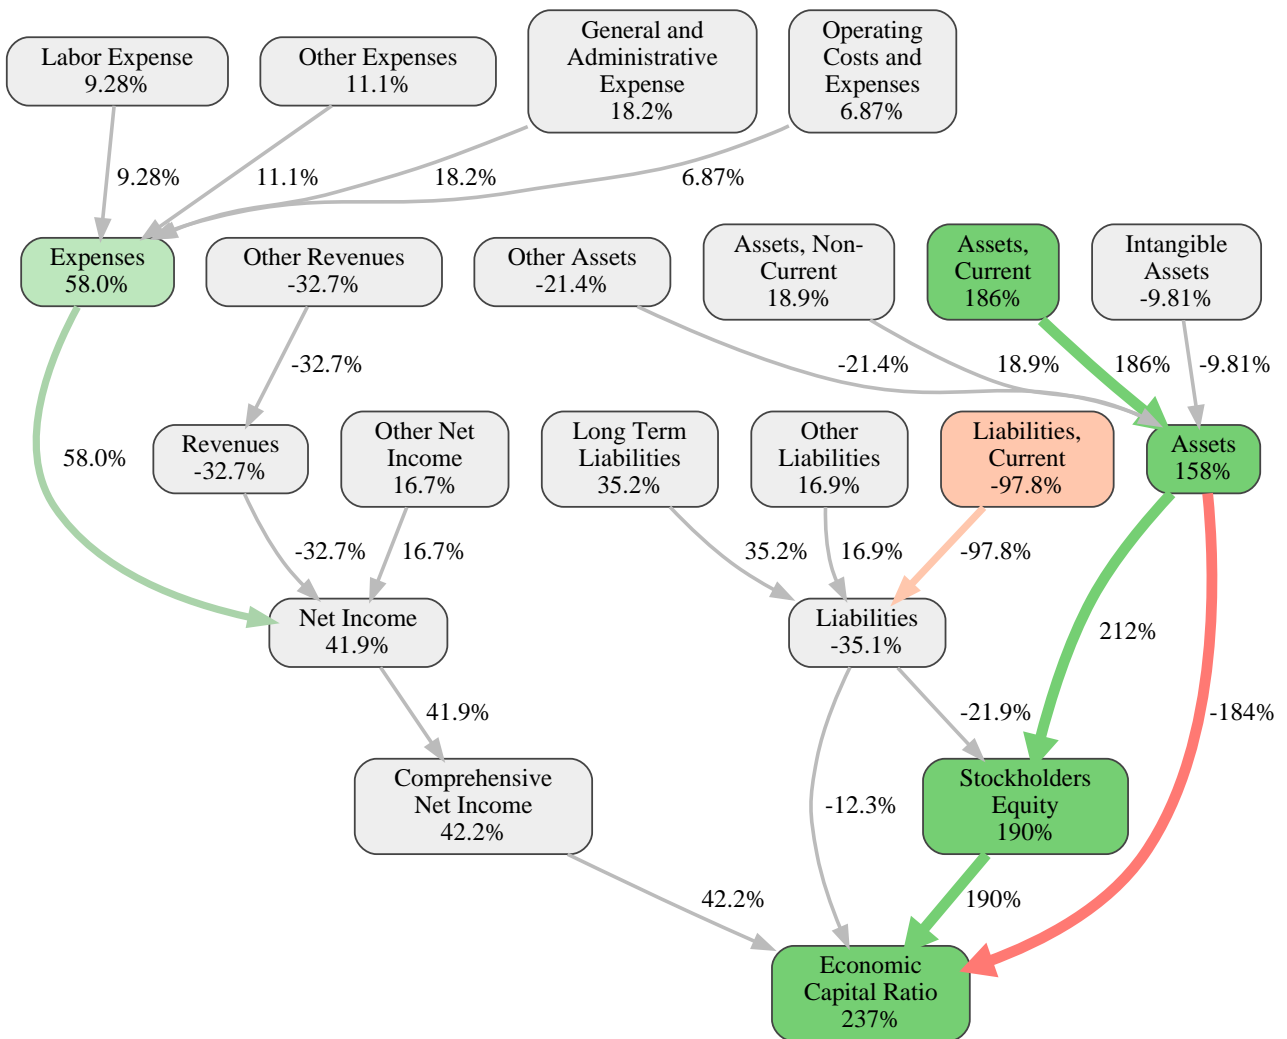 Labor Expense
9.28%
Other Expenses
11.1%
General and
Administrative
Expense
18.2%
Operating
Costs and
Expenses
6.87%
9.28%
11.1%
18.2%
6.87%
Expenses
58.0%
Other Revenues
-32.7%
Other Assets
-21.4%
Assets, Non-
Current
18.9%
Assets,
Current
186%
Intangible
Assets
-9.81%
-32.7%
-21.4%
18.9%
186%
-9.81%
58.0%
Revenues
-32.7%
Other Net
Income
16.7%
Long Term
Liabilities
35.2%
Other
Liabilities
16.9%
Liabilities,
Current
-97.8%
Assets
158%
-32.7%
16.7%
35.2%
16.9%
-97.8%
Net Income
41.9%
Liabilities
-35.1%
212%
41.9%
-21.9%
-184%
Comprehensive
Net Income
42.2%
-12.3%
Stockholders
Equity
190%
42.2%
190%
Economic
Capital Ratio
237%